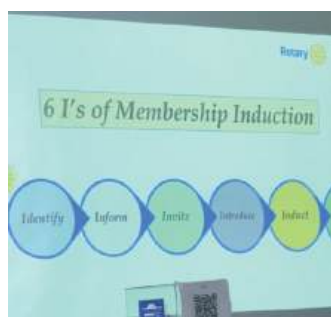 Rotary
6 I's of Membership Induction
Identify Inform Invite Introduce Induct